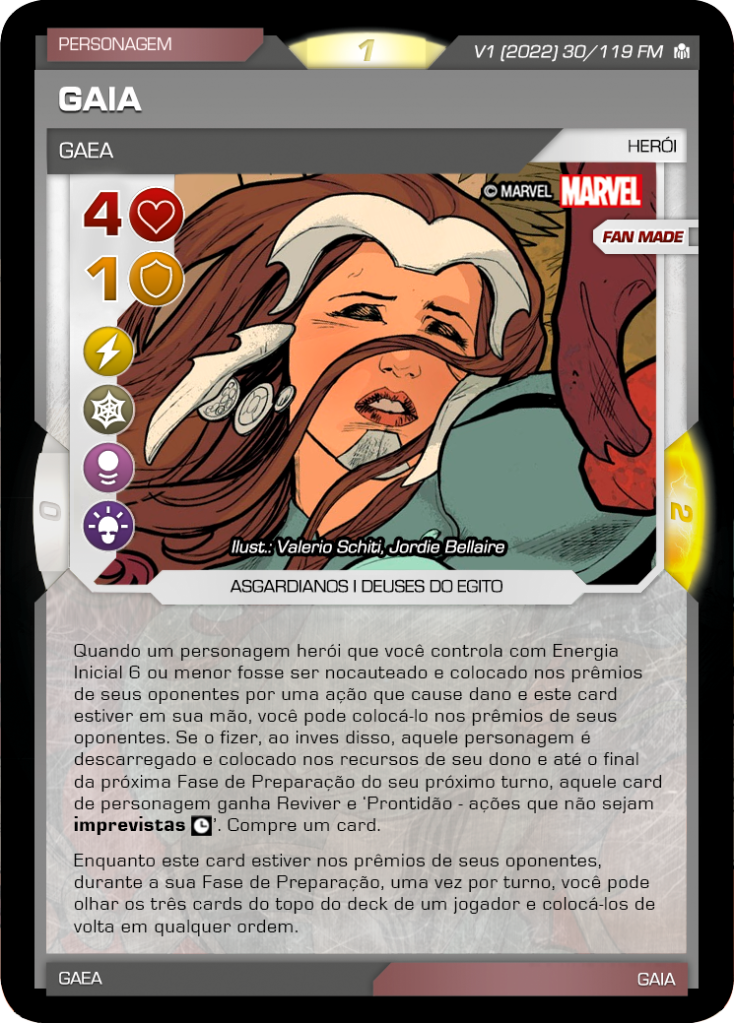 PERSONAGEM
1
V1 (2022) 30/119 FM
GAIA
GAEA
HERÓI
© MARVEL MARVEL
4
FAN MADE
1
0
2
Ilust.: Valerio Schiti, Jordie Bellaire
ASGARDIANOS | DEUSES DO EGITO
Quando um personagem herói que você controla com Energia
Inicial 6 ou menor fosse ser nocauteado e colocado nos prêmios
de seus oponentes por uma ação que cause dano e este card
estiver em sua mão, você pode colocá-lo nos prêmios de seus
oponentes. Se o fizer, ao inves disso, aquele personagem é
descarregado e colocado nos recursos de seu dono e até o final
da próxima Fase de Preparação do seu próximo turno, aquele card
de personagem ganha Reviver e 'Prontidão - ações que não sejam
imprevistas '. Compre um card.
Enquanto este card estiver nos prêmios de seus oponentes,
durante a sua Fase de Preparação, uma vez por turno, você pode
olhar os três cards do topo do deck de um jogador e colocá-los de
volta em qualquer ordem.
GAEA
GAIA